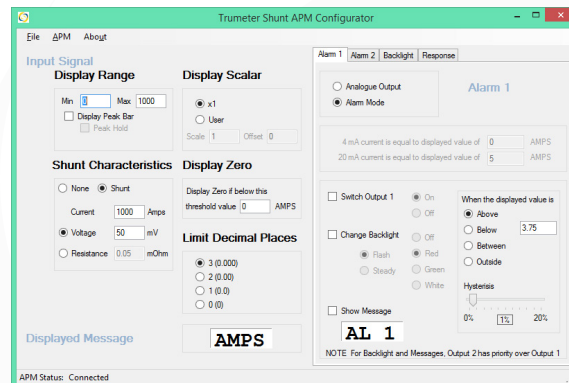 Trumeter Shunt APM Configurator
File APM About
Input Signal
Display Range
Min 0 Max 1000
Display Peak Bar
Peak Hold
Display Scalar
x1
User
Scale 1 Offset 0
Shunt Characteristics
None Shunt
Current 1000 Amps
Voltage 50 mV
Resistance 0.05 mOhm
Display Zero
Display Zero if below this
threshold value 0 AMPS
Limit Decimal Places
3 (0.000)
2 (0.00)
1 (0.0)
0 (0)
Displayed Message
AMPS
Alarm 1 Alarm 2 Backlight Response
Analogue Output
Alarm Mode
Alarm 1
4 mA current is equal to displayed value of 0 AMPS
20 mA current is equal to displayed value of 5 AMPS
Switch Output 1
On
Off
Change Backlight
Off
Flash Red
Steady Green
White
When the displayed value is
Above
Below 3.75
Between
Outside
Hysterisis
0% 1% 20%
Show Message
AL 1
NOTE For Backlight and Messages, Output 2 has priority over Output 1
APM Status: Connected